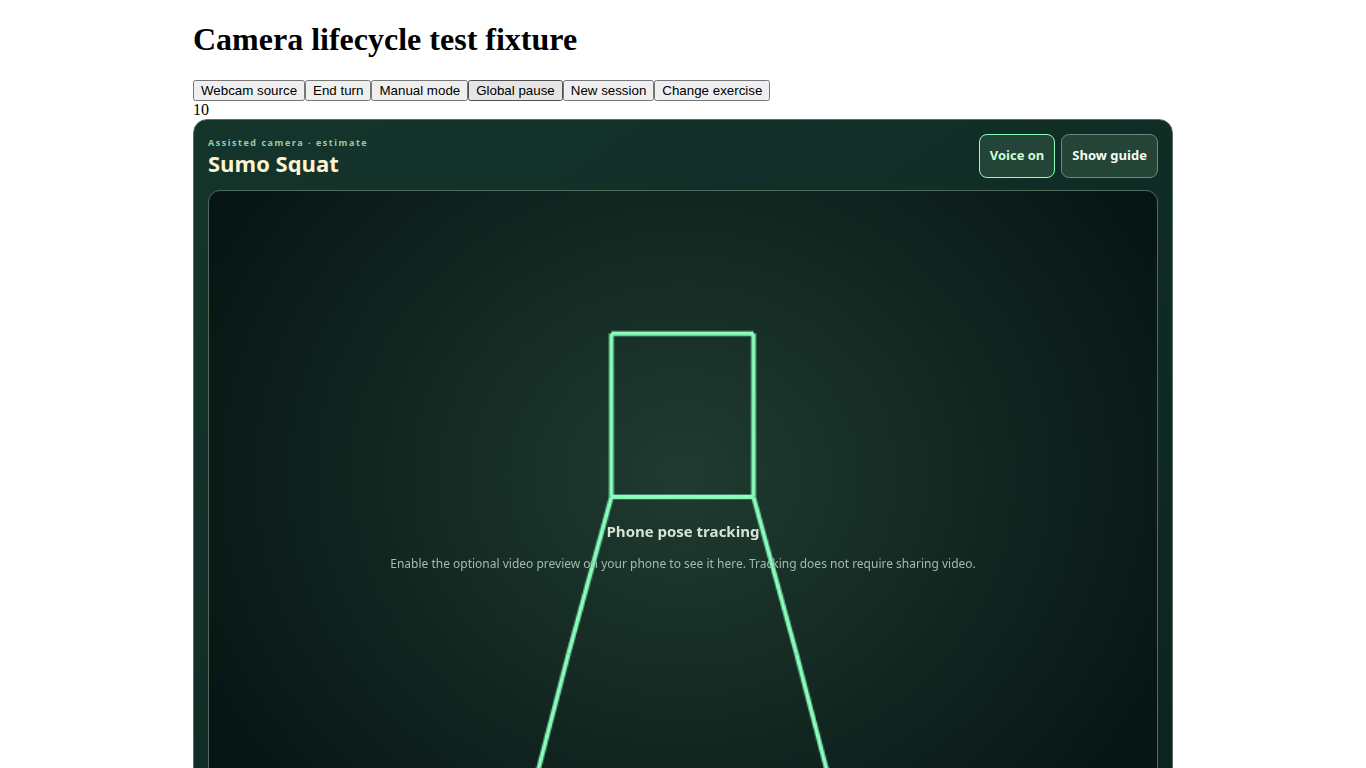 Camera lifecycle test fixture
Webcam source End turn Manual mode Global pause New session Change exercise
10
Assisted camera · estimate
Sumo Squat
Voice on Show guide
Phone pose tracking
Enable the optional video preview on your phone to see it here. Tracking does not require sharing video.